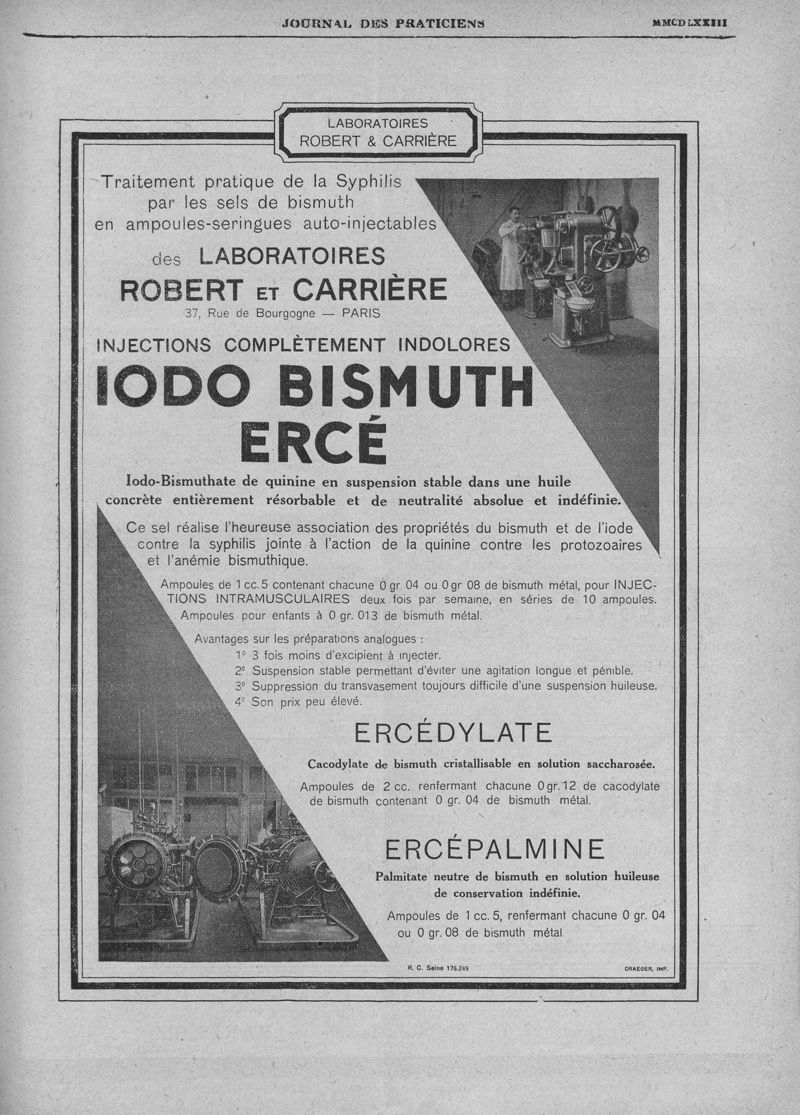 JOURNAL DES PRATICIENS
MMCDLXXIII
LABORATOIRES
ROBERT & CARRIÈRE
Traitement pratique de la Syphilis
par les sels de bismuth
en ampoules-seringues auto-injectables
des LABORATOIRES
ROBERT ET CARRIÈRE
37, Rue de Bourgogne — PARIS
INJECTIONS COMPLÈTEMENT INDOLORES
IODO BISMUTH
ERCÉ
Iodo-Bismuthate de quinine en suspension stable dans une huile
concrète entièrement résorbable et de neutralité absolue et indéfinie.
Ce sel réalise l'heureuse association des propriétés du bismuth et de l'iode
contre la syphilis jointe à l'action de la quinine contre les protozoaires
et l'anémie bismuthique.
Ampoules de 1 cc. 5 contenant chacune 0 gr 04 ou 0 gr 08 de bismuth métal, pour INJEC-
TIONS INTRAMUSCULAIRES deux fois par semaine, en séries de 10 ampoules.
Ampoules pour enfants à 0 gr. 013 de bismuth métal.
Avantages sur les préparations analogues :
1° 3 fois moins d'excipient à injecter.
2° Suspension stable permettant d'éviter une agitation longue et pénible.
3° Suppression du transvasement toujours difficile d'une suspension huileuse.
4° Son prix peu élevé.
ERCÉDYLATE
Cacodylate de bismuth cristallisable en solution saccharosée.
Ampoules de 2 cc. renfermant chacune 0 gr. 12 de cacodylate
de bismuth contenant 0 gr. 04 de bismuth métal.
ERCÉPALMINE
Palmitate neutre de bismuth en solution huileuse
de conservation indéfinie.
Ampoules de 1 cc. 5, renfermant chacune 0 gr. 04
ou 0 gr. 08 de bismuth métal.
R. C. Seine 176.249
DRAEGER, IMP.